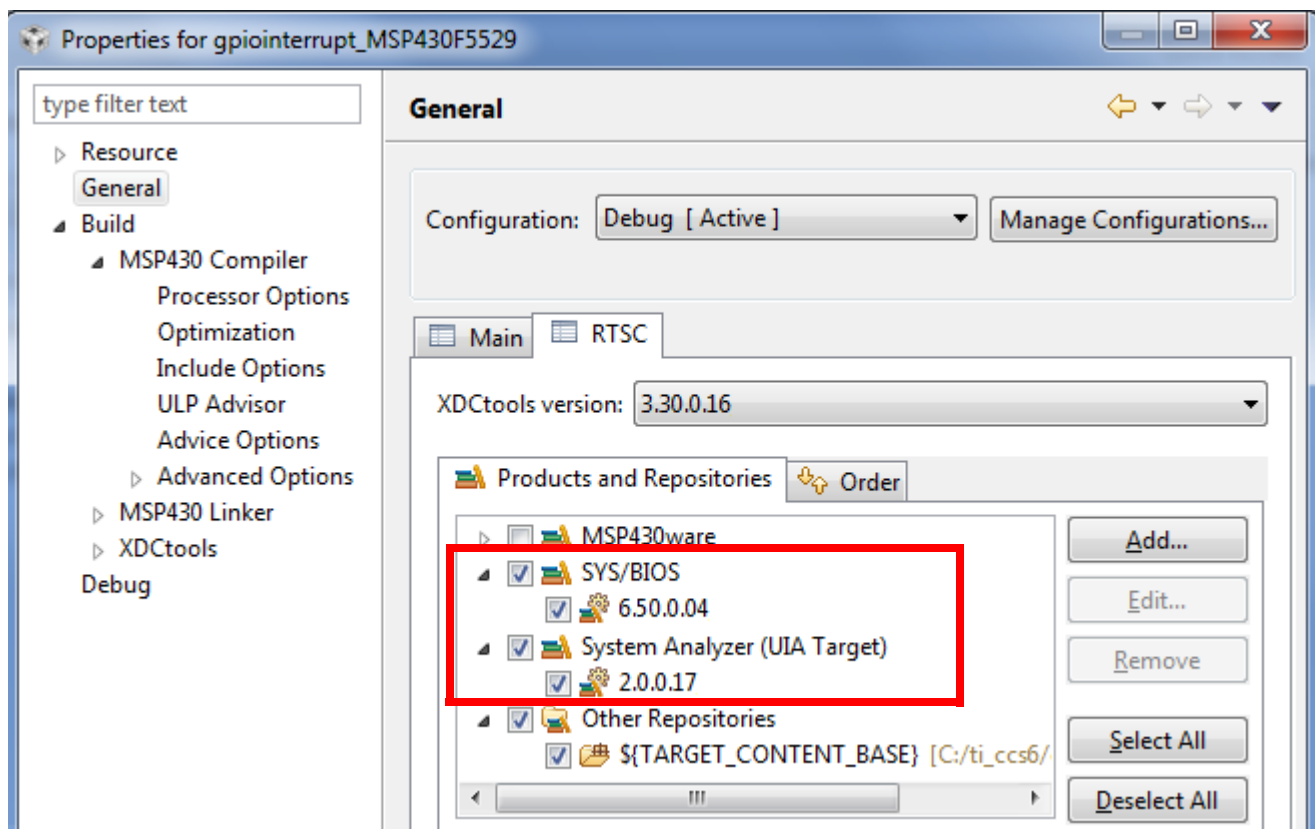 Properties for gpiointerrupt_MSP430F5529
type filter text
Resource
General
Build
MSP430 Compiler
Processor Options
Optimization
Include Options
ULP Advisor
Advice Options
Advanced Options
MSP430 Linker
XDCtools
Debug
General
Configuration: Debug [ Active ] Manage Configurations...
Main RTSC
XDCtools version: 3.30.0.16
Products and Repositories Order
MSP430ware
SYS/BIOS
6.50.0.04
System Analyzer (UIA Target)
2.0.0.17
Other Repositories
${TARGET_CONTENT_BASE} [C:/ti_ccs6/
Add...
Edit...
Remove
Select All
Deselect All